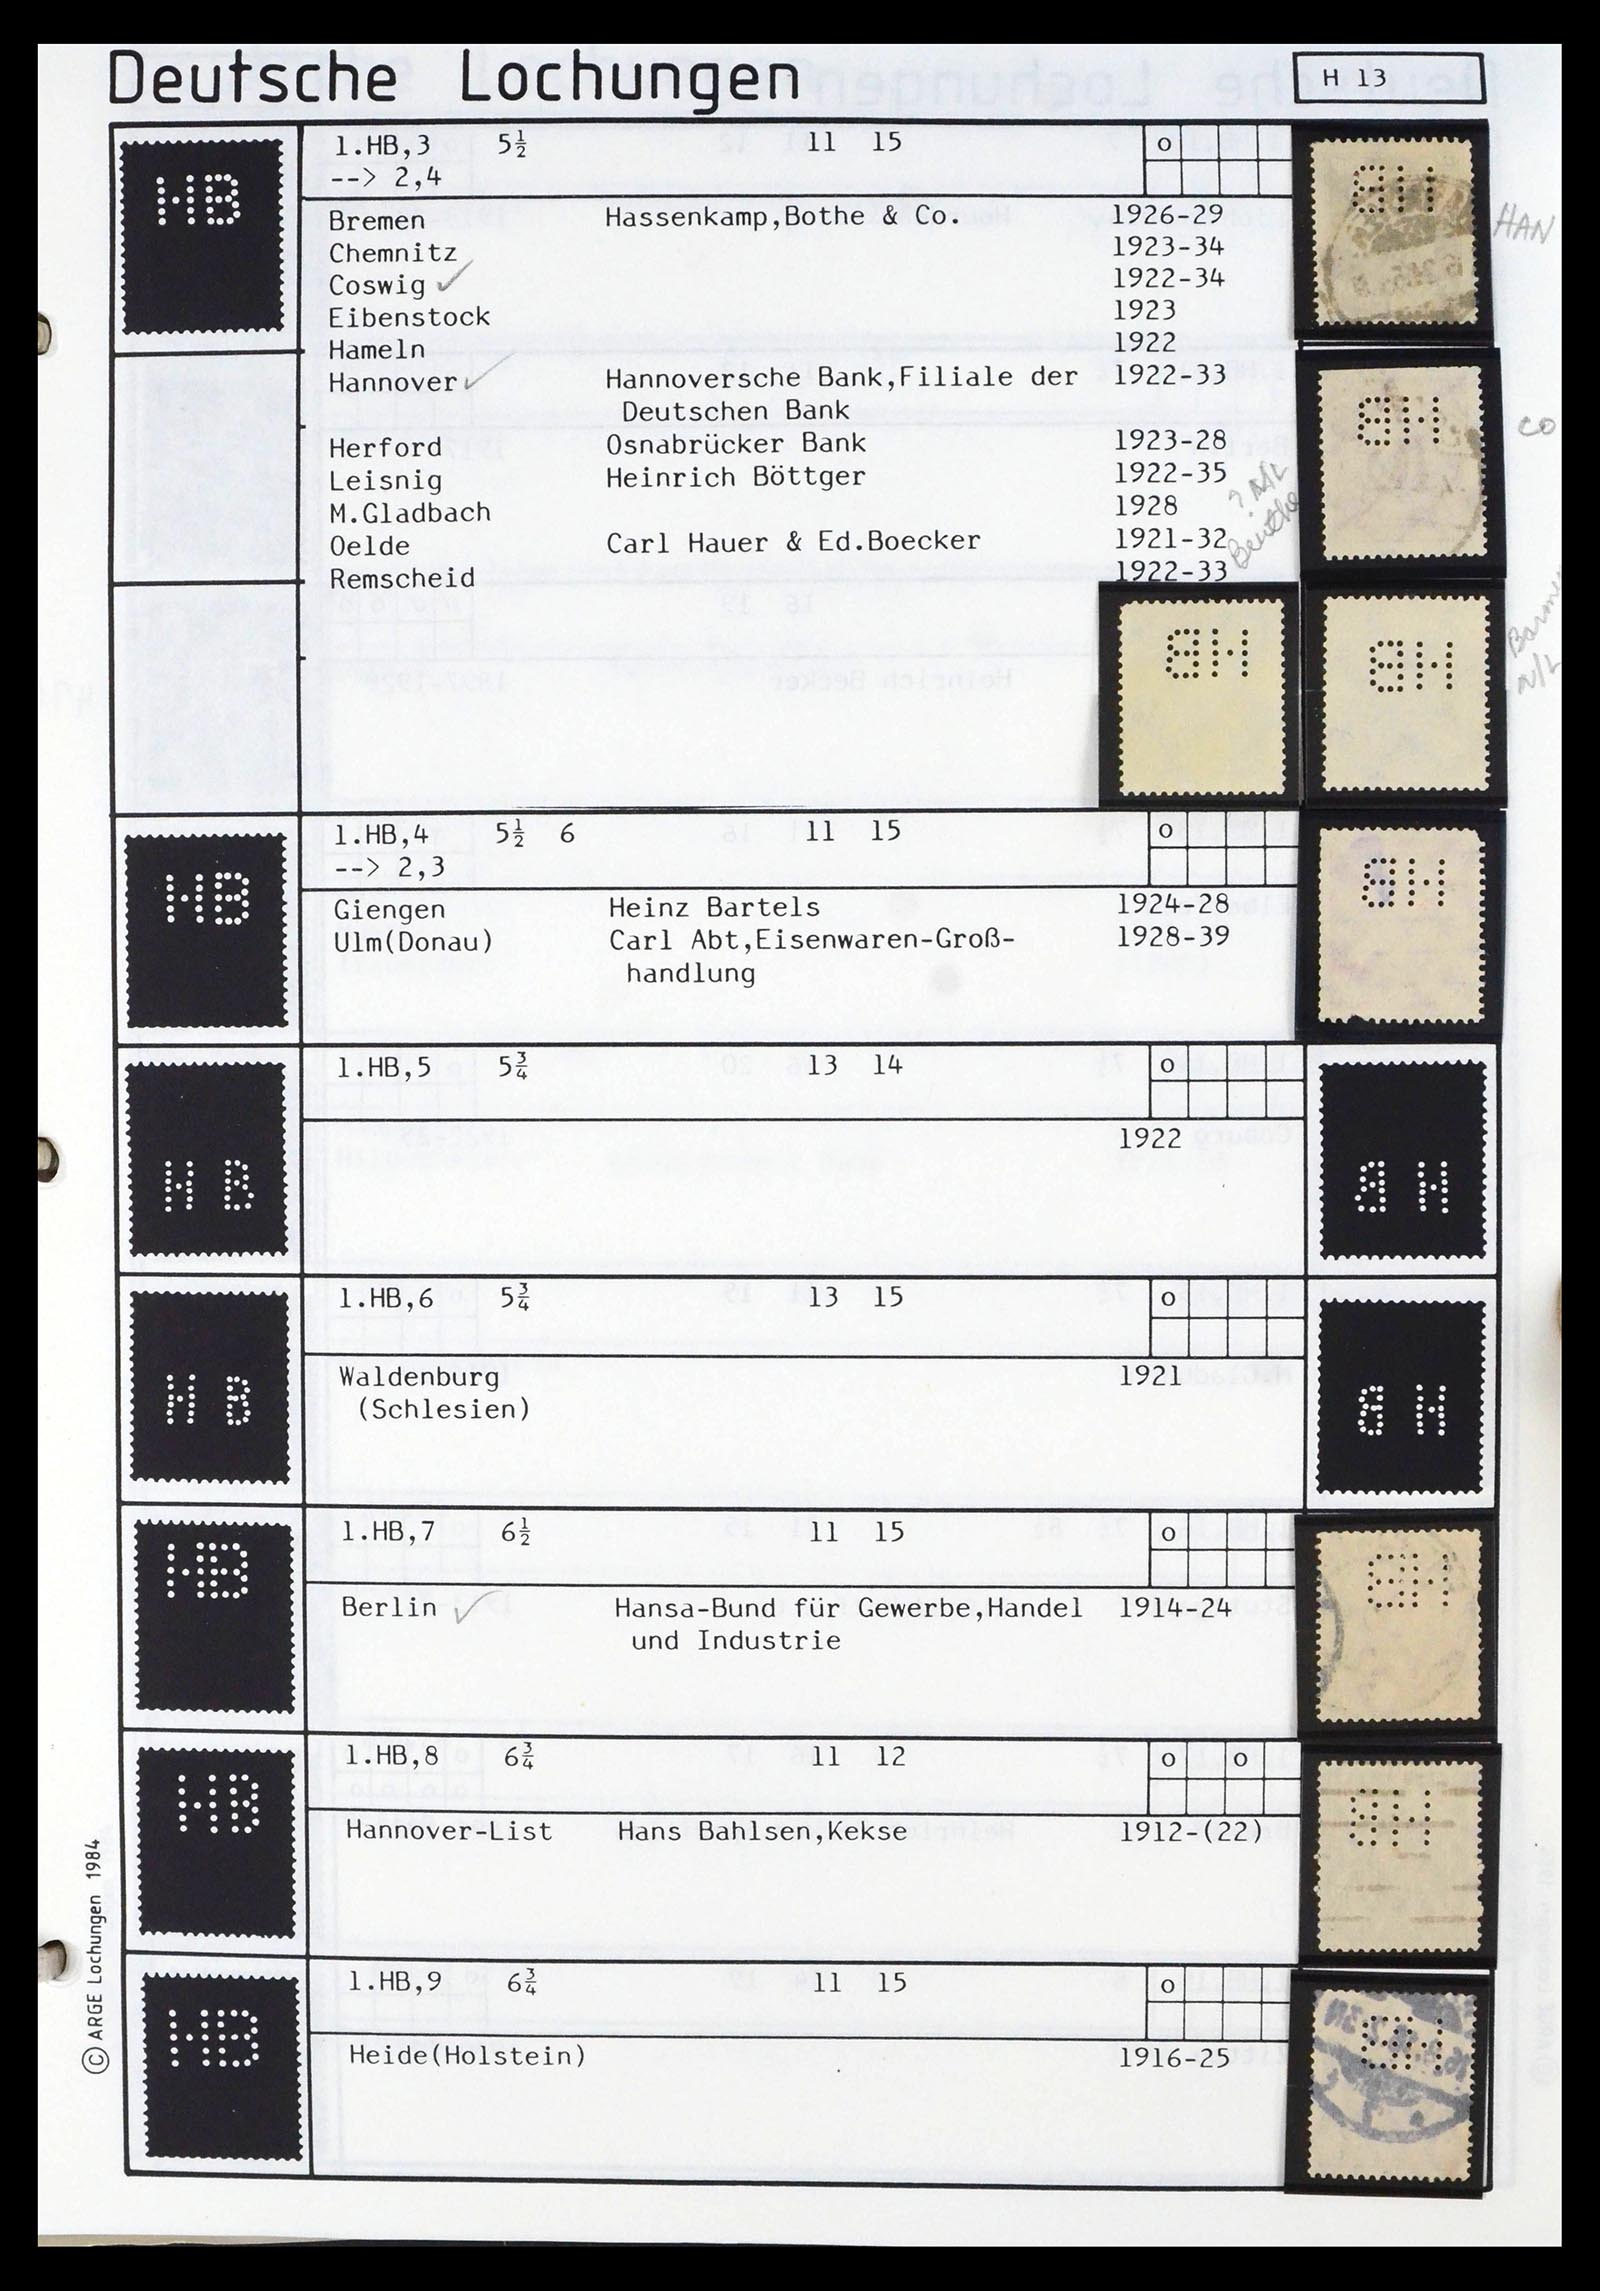 Deutsche Lochungen
H 13
HB
1.HB,3 5½ 11 15 o
--> 2,4
Bremen Hassenkamp,Bothe & Co. 1926-29
Chemnitz 1923-34
Coswig ✓ 1922-34
Eibenstock 1923
Hameln 1922
Hannover ✓ Hannoversche Bank,Filiale der 1922-33
Deutschen Bank
Herford Osnabrücker Bank 1923-28
Leisnig Heinrich Böttger 1922-35
M.Gladbach 1928
Oelde Carl Hauer & Ed.Boecker 1921-32
Remscheid 1922-33
HAN
CO
? N/L
N/L
HB
1.HB,4 5½ 6 11 15 o
--> 2,3
Giengen Heinz Bartels 1924-28
Ulm(Donau) Carl Abt,Eisenwaren-Groß- 1928-39
handlung
H B
1.HB,5 5¾ 13 14 o
1922
H B
1.HB,6 5¾ 13 15 o
Waldenburg 1921
(Schlesien)
HB
1.HB,7 6½ 11 15 o
Berlin ✓ Hansa-Bund für Gewerbe,Handel 1914-24
und Industrie
HB
1.HB,8 6¾ 11 12 o o
Hannover-List Hans Bahlsen,Kekse 1912-(22)
HB
1.HB,9 6¾ 11 15 o
Heide(Holstein) 1916-25
© ARGE Lochungen 1984